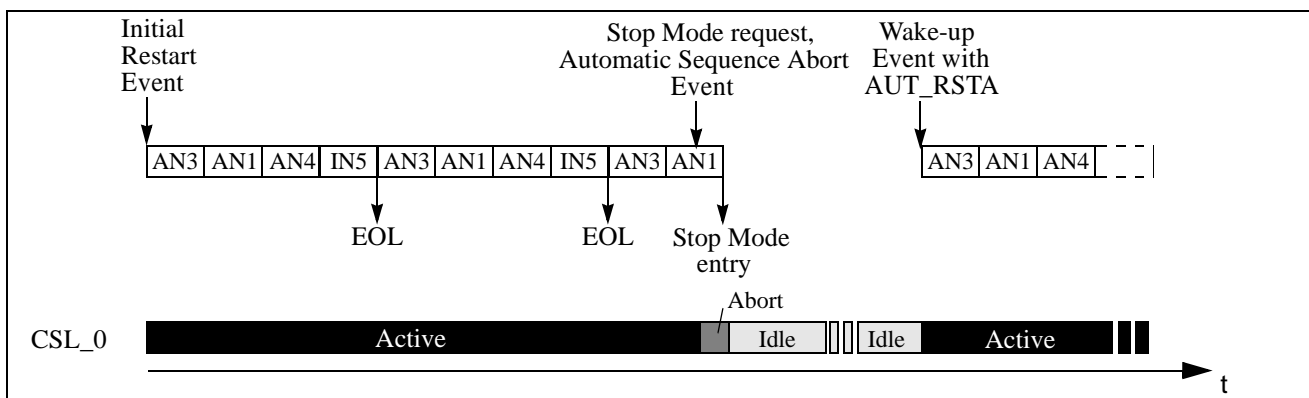 Initial
Restart
Event
Stop Mode request,
Automatic Sequence Abort
Event
Wake-up
Event with
AUT_RSTA
AN3 AN1 AN4 IN5 AN3 AN1 AN4 IN5 AN3 AN1
AN3 AN1 AN4
EOL
EOL
Stop Mode
entry
Abort
CSL_0
Active
Idle
Idle
Active
t